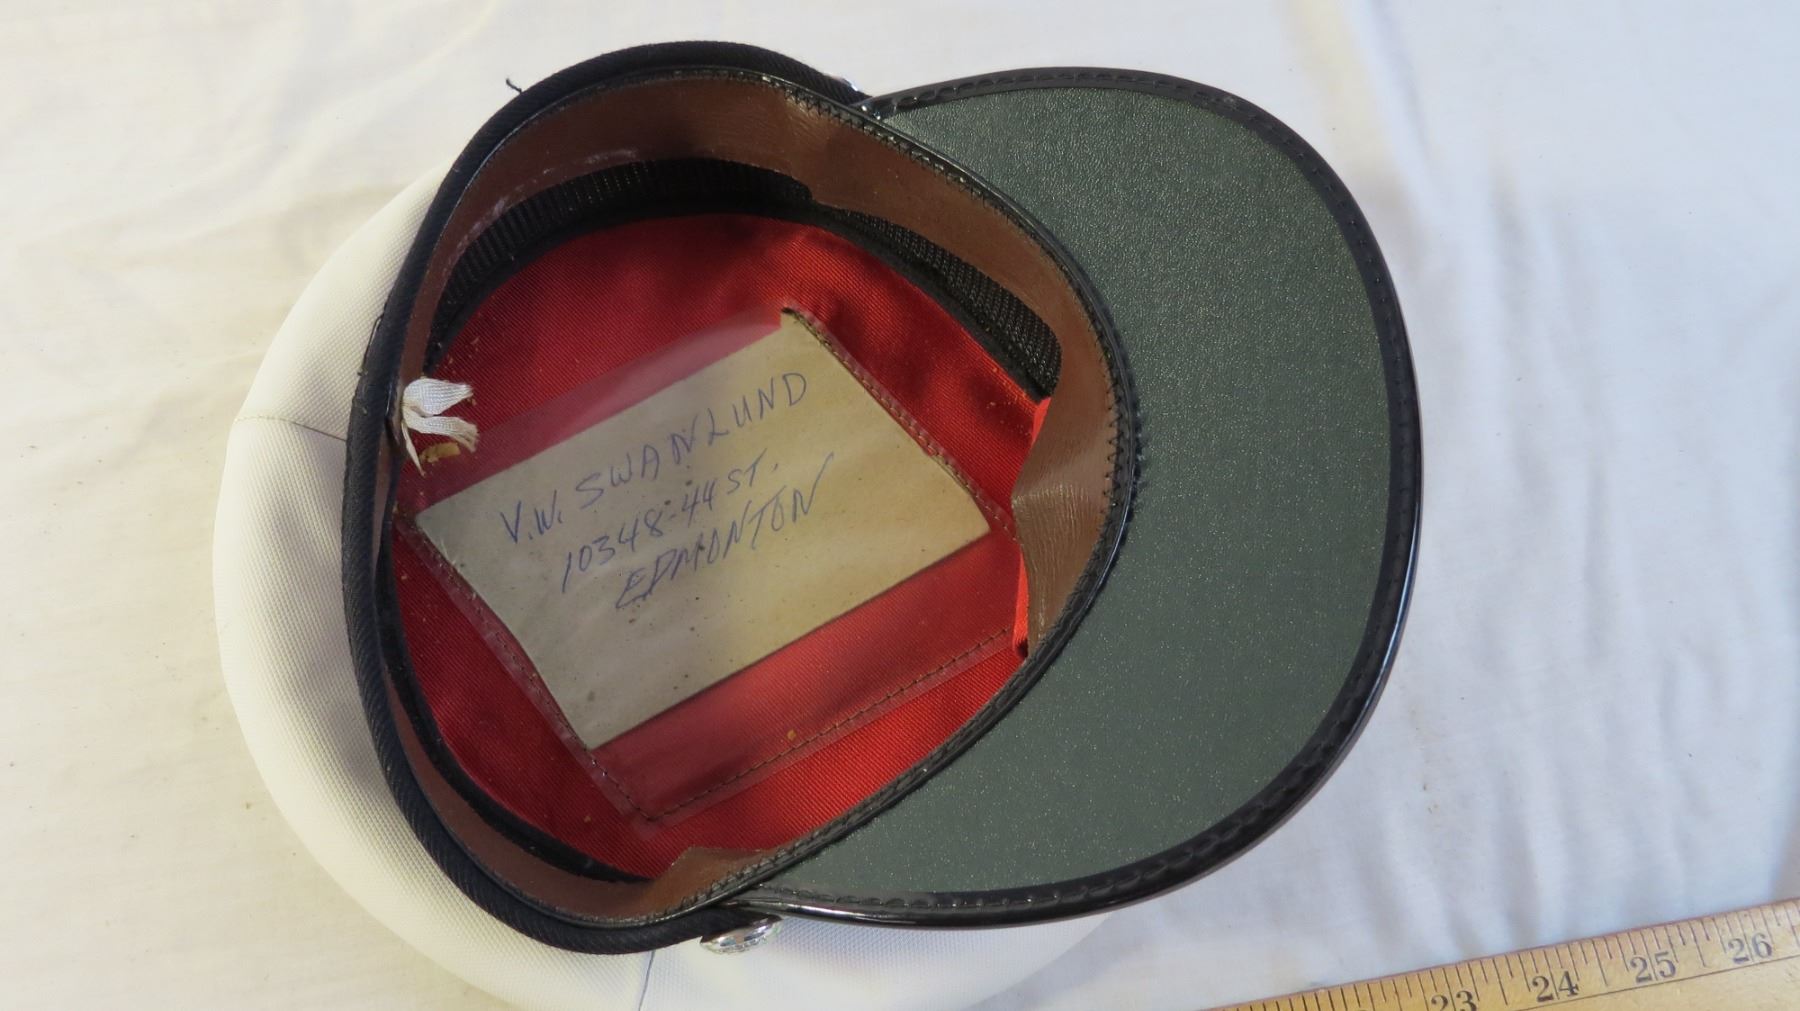 V.W. SWANLUND
10348-44 ST.
EDMONTON
23 24 25 26